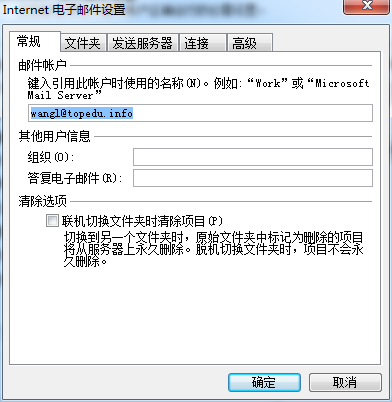 Internet 电子邮件设置
常规 文件夹 发送服务器 连接 高级
邮件帐户
键入引用此帐户时使用的名称(N)。例如:“Work”或“Microsoft
Mail Server”
wangl@topedu.info
其他用户信息
组织(O):
答复电子邮件(R):
清除选项
联机切换文件夹时清除项目(P)
切换到另一个文件夹时，原始文件夹中标记为删除的项目
将从服务器上永久删除。脱机切换文件夹时，项目不会永
久删除。
确定 取消